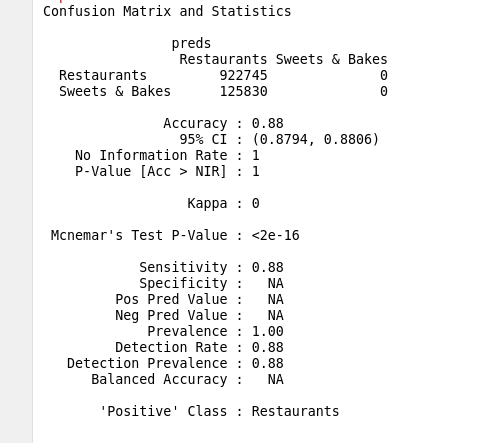 Confusion Matrix and Statistics
preds
Restaurants Sweets & Bakes
Restaurants 922745 0
Sweets & Bakes 125830 0
Accuracy : 0.88
95% CI : (0.8794, 0.8806)
No Information Rate : 1
P-Value [Acc > NIR] : 1
Kappa : 0
Mcnemar's Test P-Value : <2e-16
Sensitivity : 0.88
Specificity : NA
Pos Pred Value : NA
Neg Pred Value : NA
Prevalence : 1.00
Detection Rate : 0.88
Detection Prevalence : 0.88
Balanced Accuracy : NA
'Positive' Class : Restaurants